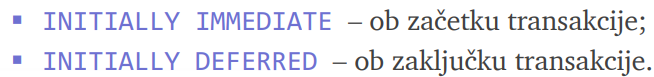 ▪ INITIALLY IMMEDIATE – ob začetku transakcije;
▪ INITIALLY DEFERRED – ob zaključku transakcije.